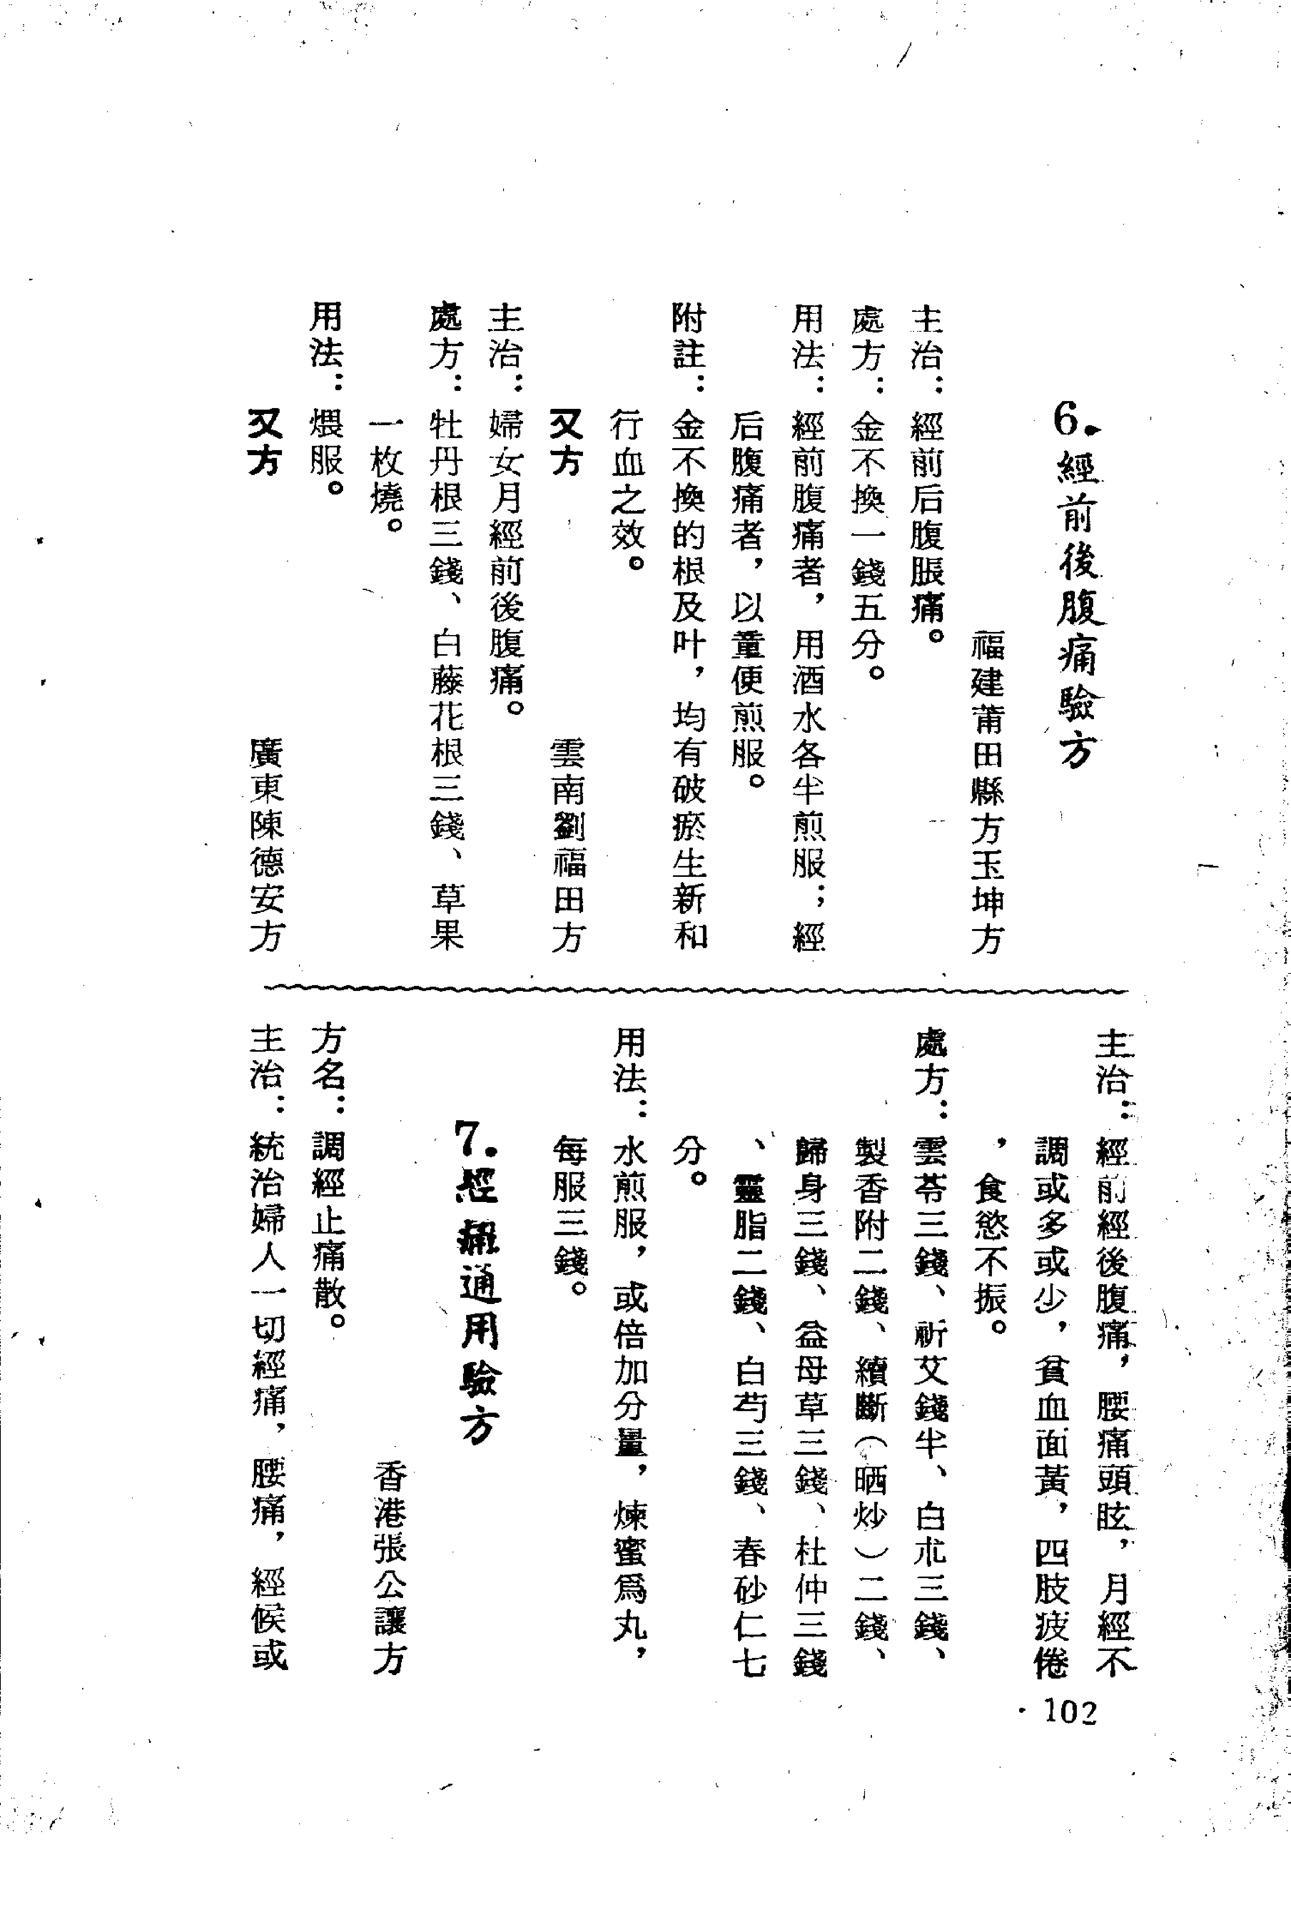 6.經前後腹痛驗方
福建莆田縣方玉坤方
主治：經前后腹脹痛。
處方：金不換一錢五分。
用法：經前腹痛者，用酒水各半煎服；經
后腹痛者，以童便煎服。
附註：金不換的根及叶，均有破瘀生新和
行血之效。
又方　雲南劉福田方
主治：婦女月經前後腹痛。
處方：牡丹根三錢、白藤花根三錢、草果
一枚燒。
用法：煨服。
又方　廣東陳德安方
主治：經前經後腹痛，腰痛頭眩，月經不
調或多或少，貧血面黃，四肢疲倦
，食慾不振。
處方：雲苓三錢、祈艾錢半、白朮三錢、
製香附二錢、續斷（晒炒）二錢、
歸身三錢、益母草三錢、杜仲三錢
、靈脂二錢、白芍三錢、春砂仁七
分。
用法：水煎服，或倍加分量，煉蜜爲丸，
每服三錢。
7.經痛通用驗方
香港張公讓方
方名：調經止痛散。
主治：統治婦人一切經痛，腰痛，經候或
·102